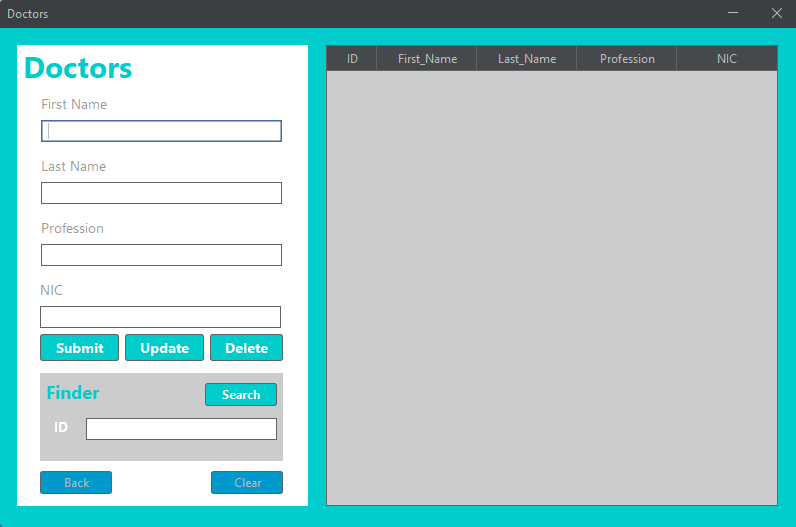 Doctors
Doctors
First Name
Last Name
Profession
NIC
Submit Update Delete
Finder
Search
ID
Back Clear
ID First_Name Last_Name Profession NIC